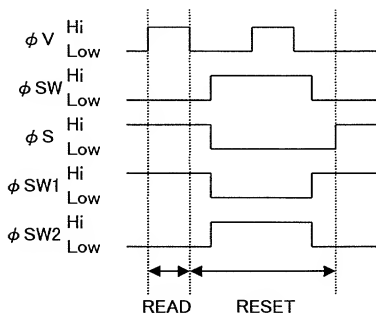 φV Hi
Low
φSW Hi
Low
φS Hi
Low
φSW1 Hi
Low
φSW2 Hi
Low
READ RESET